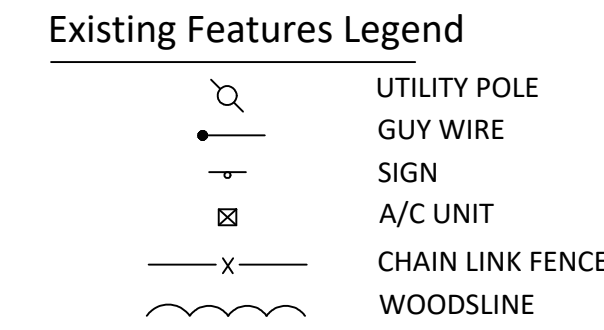 Existing Features Legend
UTILITY POLE
GUY WIRE
SIGN
A/C UNIT
X CHAIN LINK FENCE
WOODSLINE